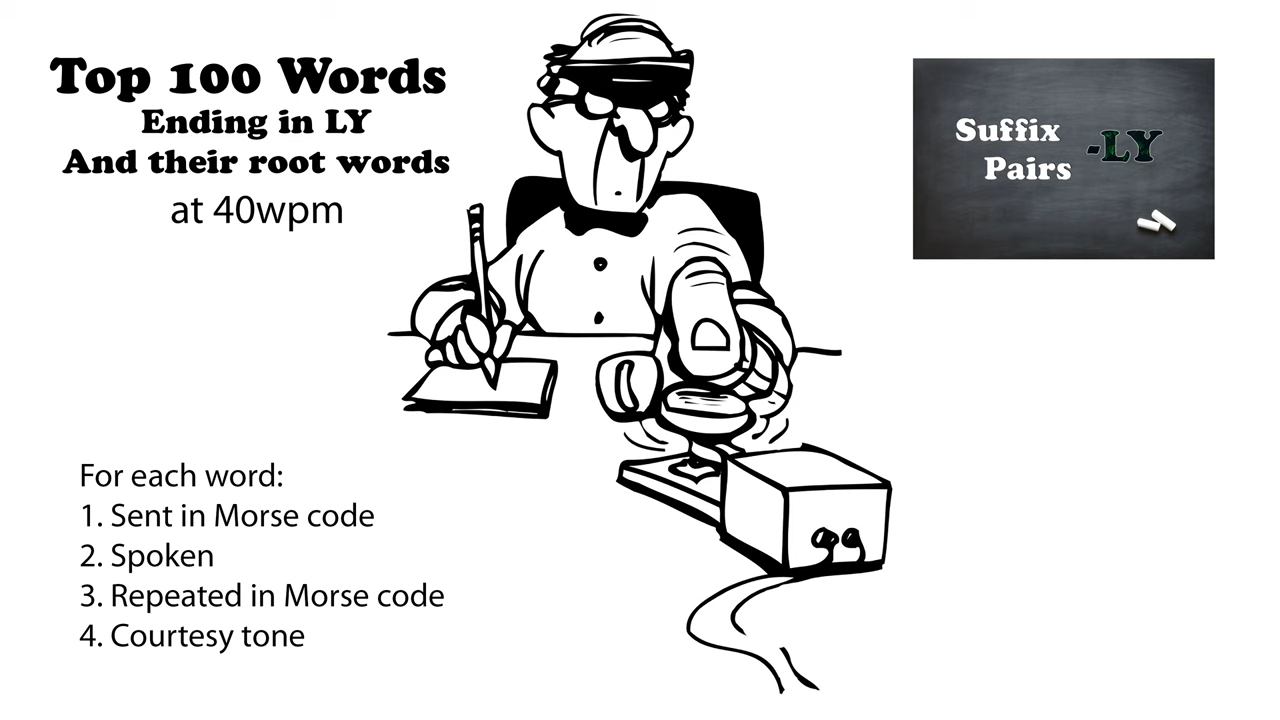 Top 100 Words
Ending in LY
And their root words
at 40wpm
Suffix
Pairs
-LY
For each word:
1. Sent in Morse code
2. Spoken
3. Repeated in Morse code
4. Courtesy tone